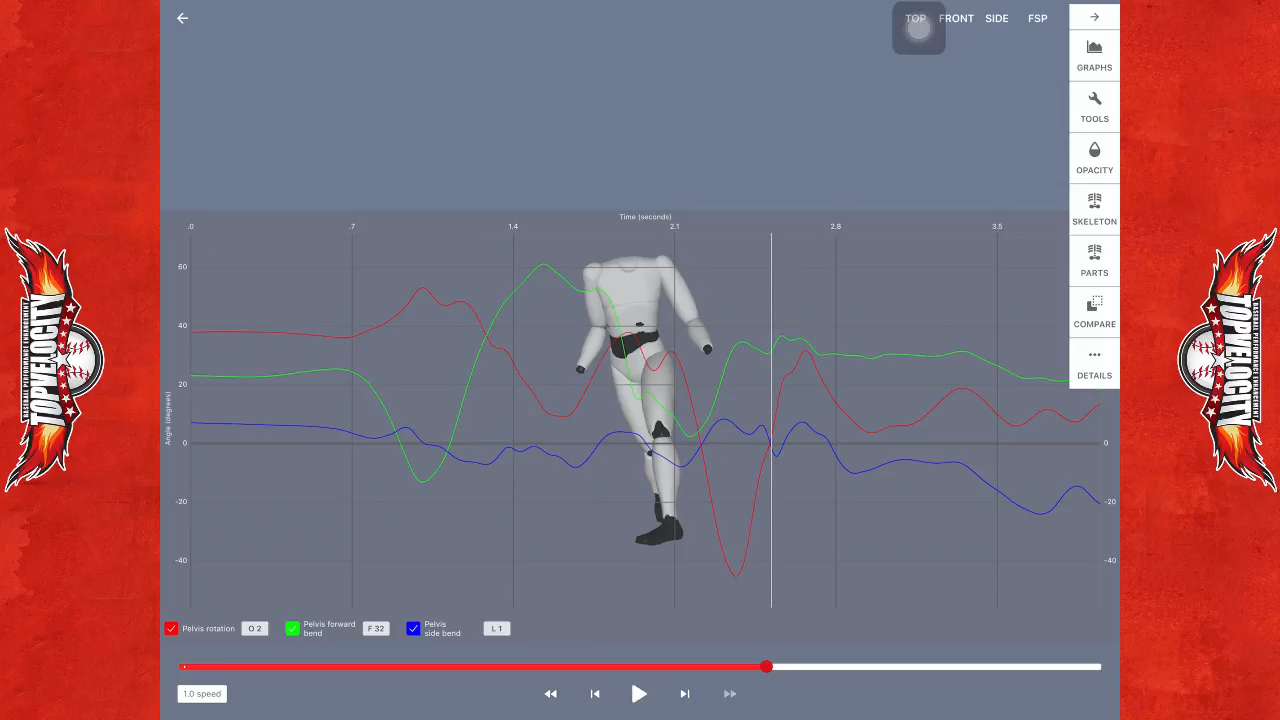 TOP FRONT SIDE FSP
GRAPHS
TOOLS
OPACITY
SKELETON
PARTS
COMPARE
DETAILS
Time (seconds)
.0 .7 1.4 2.1 2.8 3.5
60
40
20
0 0
-20 -20
-40 -40
Angle (degrees)
Pelvis rotation O 2
Pelvis forward
bend F 32
Pelvis
side bend L 1
1.0 speed
TOPVELOCITY
BASEBALL PERFORMANCE ENHANCEMENT
TOPVELOCITY
BASEBALL PERFORMANCE ENHANCEMENT